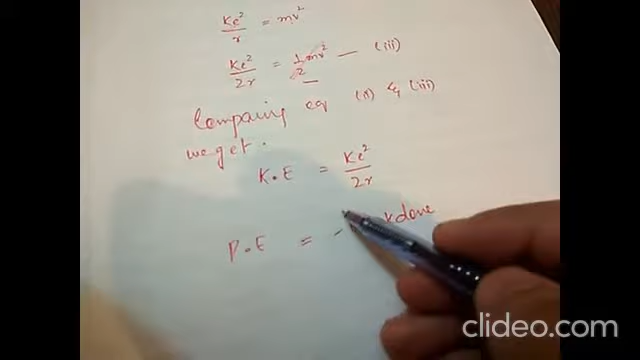 Ke²/r = mv²
Ke²/2r = 1/2 mv² — (iii)
Comparing eq (ii) & (iii)
we get.
K.E = Ke²/2r
P.E = - kdone
clideo.com